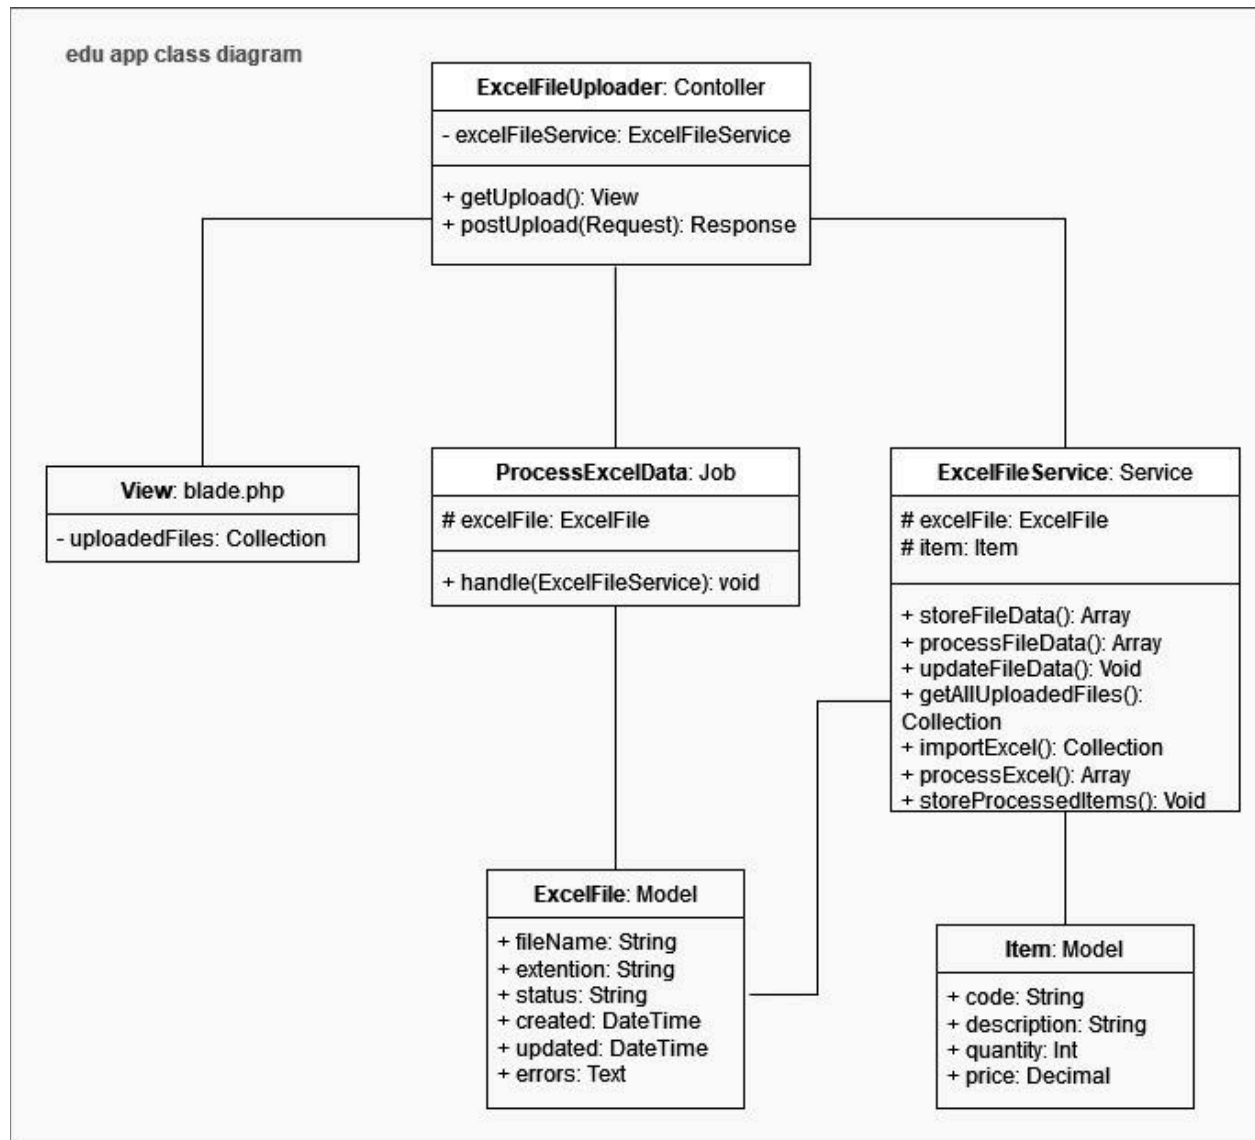 edu app class diagram
ExcelFileUploader: Contoller
- excelFileService: ExcelFileService
+ getUpload(): View
+ postUpload(Request): Response
View: blade.php
- uploadedFiles: Collection
ProcessExcelData: Job
# excelFile: ExcelFile
+ handle(ExcelFileService): void
ExcelFileService: Service
# excelFile: ExcelFile
# item: Item
+ storeFileData(): Array
+ processFileData(): Array
+ updateFileData(): Void
+ getAllUploadedFiles():
Collection
+ importExcel(): Collection
+ processExcel(): Array
+ storeProcessedItems(): Void
ExcelFile: Model
+ fileName: String
+ extention: String
+ status: String
+ created: DateTime
+ updated: DateTime
+ errors: Text
Item: Model
+ code: String
+ description: String
+ quantity: Int
+ price: Decimal